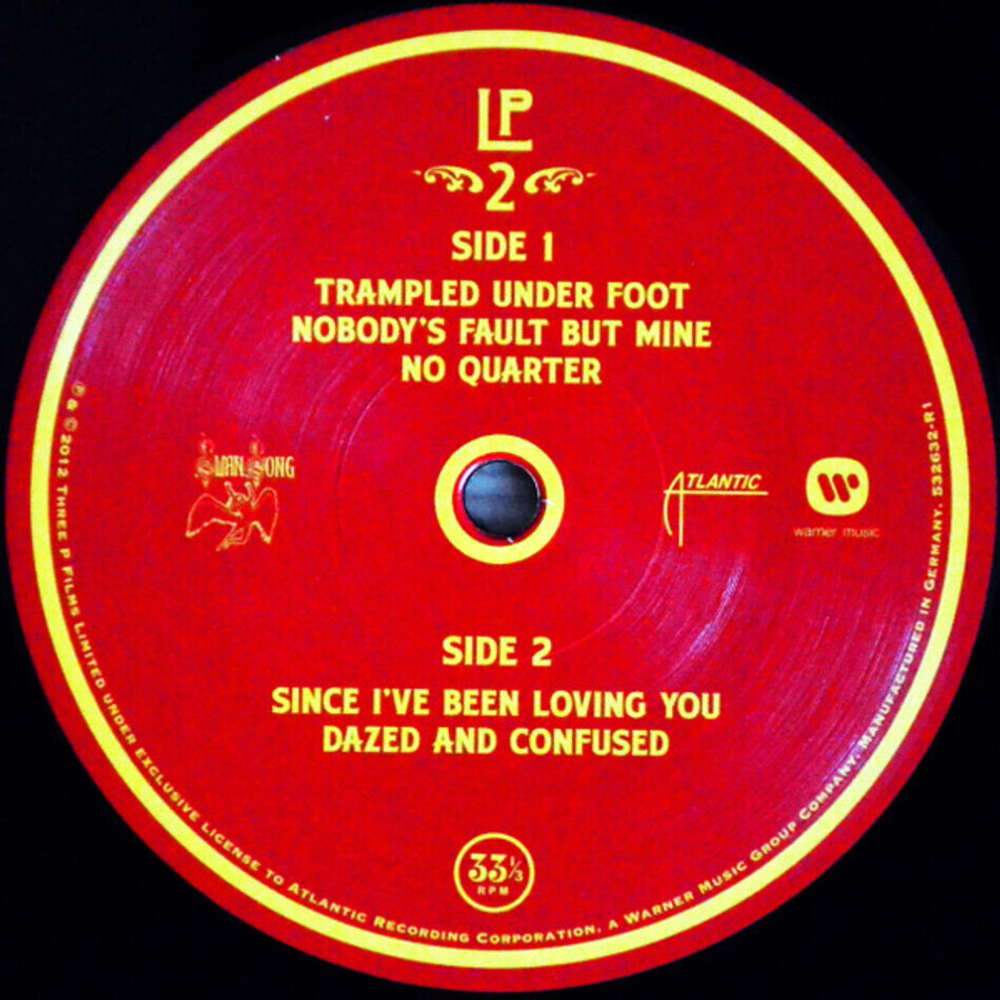 LP
2
SIDE 1
TRAMPLED UNDER FOOT
NOBODY'S FAULT BUT MINE
NO QUARTER
SWAN SONG
ATLANTIC
warner music
SIDE 2
SINCE I'VE BEEN LOVING YOU
DAZED AND CONFUSED
33⅓
RPM
℗ & © 2012 THREE P FILMS LIMITED UNDER EXCLUSIVE LICENSE TO ATLANTIC RECORDING CORPORATION, A WARNER MUSIC GROUP COMPANY. MANUFACTURED IN GERMANY. 532632-R1